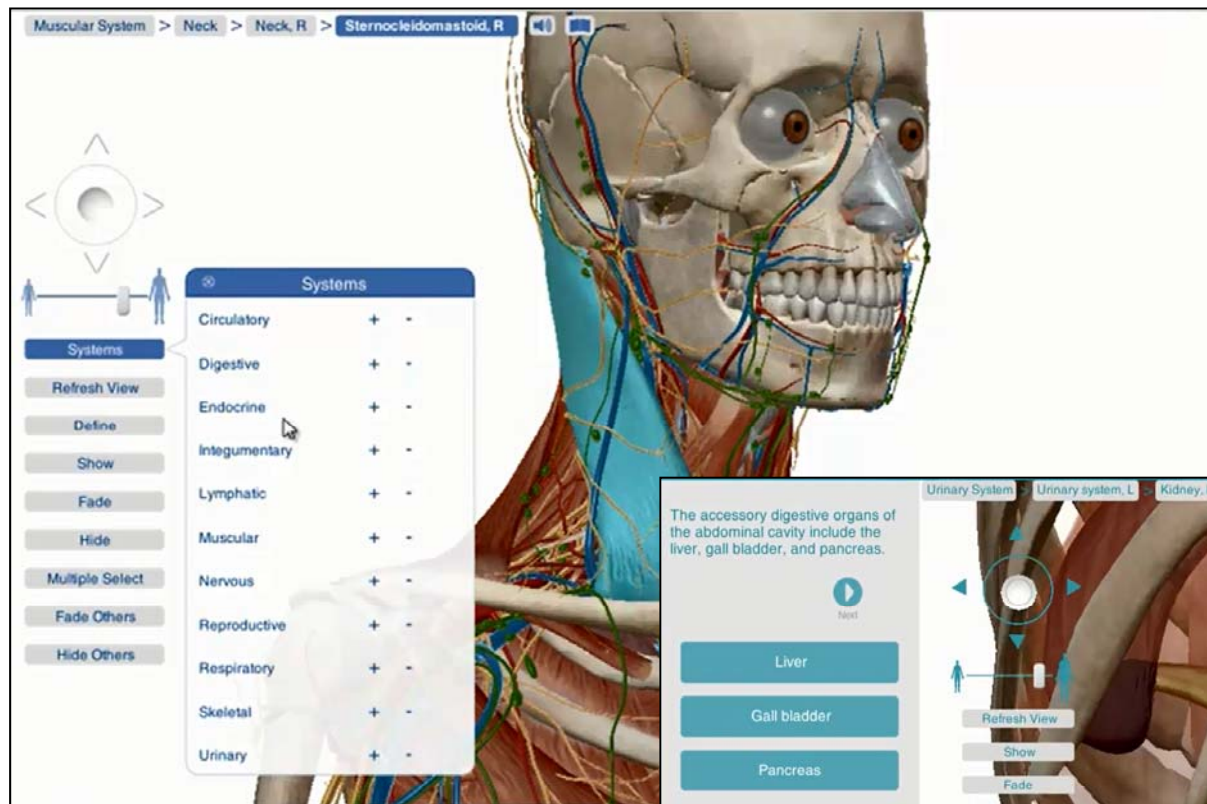 Muscular System > Neck > Neck, R > Sternocleidomastoid, R
Systems
Circulatory + -
Digestive + -
Endocrine + -
Integumentary + -
Lymphatic + -
Muscular + -
Nervous + -
Reproductive + -
Respiratory + -
Skeletal + -
Urinary + -
Systems
Refresh View
Define
Show
Fade
Hide
Multiple Select
Fade Others
Hide Others
The accessory digestive organs of
the abdominal cavity include the
liver, gall bladder, and pancreas.
Next
Liver
Gall bladder
Pancreas
Urinary System > Urinary system, L > Kidney,
Refresh View
Show
Fade